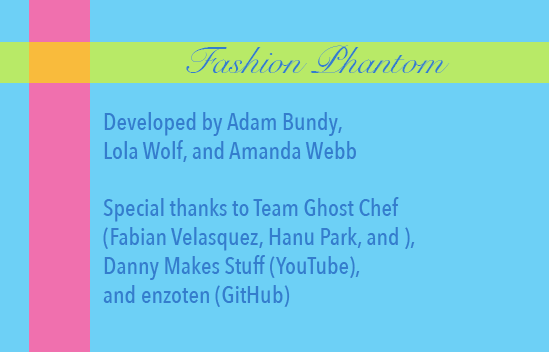 Fashion Phantom
Developed by Adam Bundy,
Lola Wolf, and Amanda Webb
Special thanks to Team Ghost Chef
(Fabian Velasquez, Hanu Park, and ),
Danny Makes Stuff (YouTube),
and enzoten (GitHub)